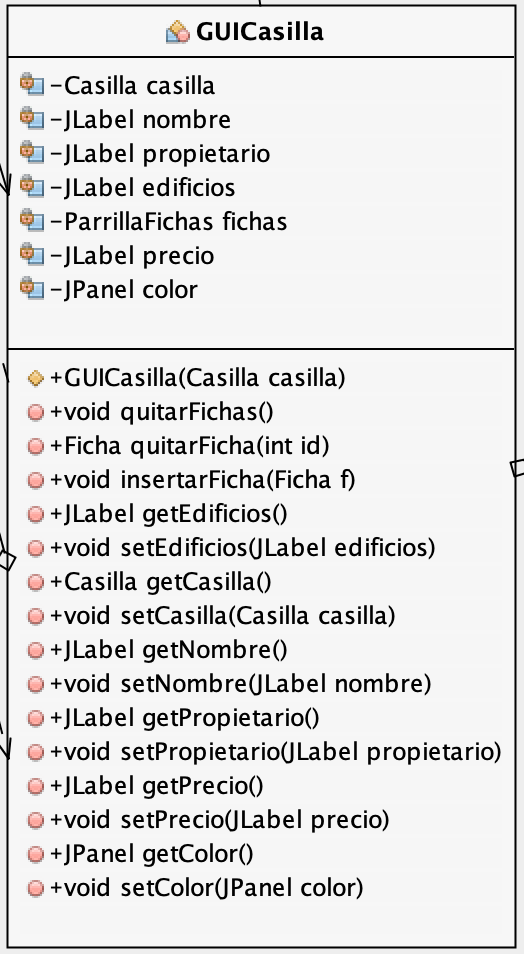 GUICasilla
-Casilla casilla
-JLabel nombre
-JLabel propietario
-JLabel edificios
-ParrillaFichas fichas
-JLabel precio
-JPanel color
+GUICasilla(Casilla casilla)
+void quitarFichas()
+Ficha quitarFicha(int id)
+void insertarFicha(Ficha f)
+JLabel getEdificios()
+void setEdificios(JLabel edificios)
+Casilla getCasilla()
+void setCasilla(Casilla casilla)
+JLabel getNombre()
+void setNombre(JLabel nombre)
+JLabel getPropietario()
+void setPropietario(JLabel propietario)
+JLabel getPrecio()
+void setPrecio(JLabel precio)
+JPanel getColor()
+void setColor(JPanel color)